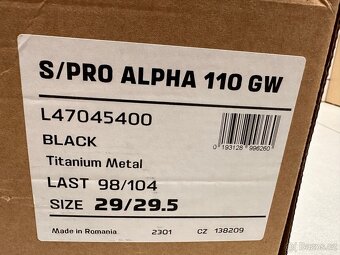 S/PRO ALPHA 110 GW
L47045400
BLACK
Titanium Metal
0 193128 996260
LAST 98/104
SIZE 29/29.5
Made in Romania 2301 CZ 138209